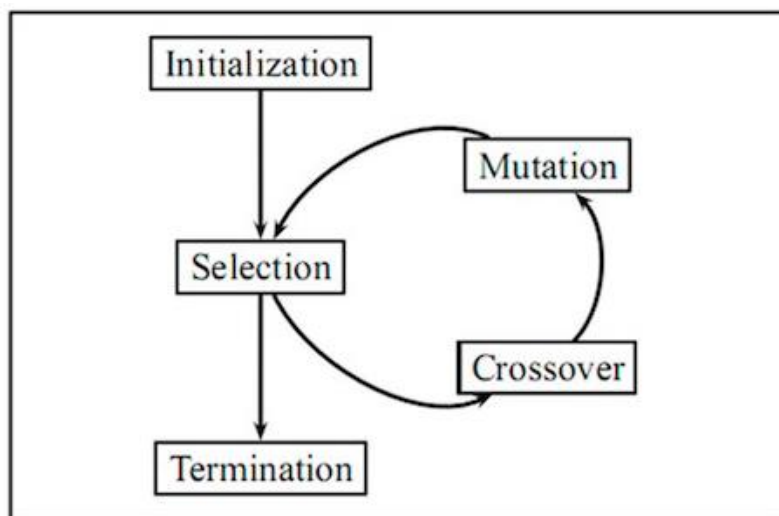 Initialization
Mutation
Selection
Crossover
Termination